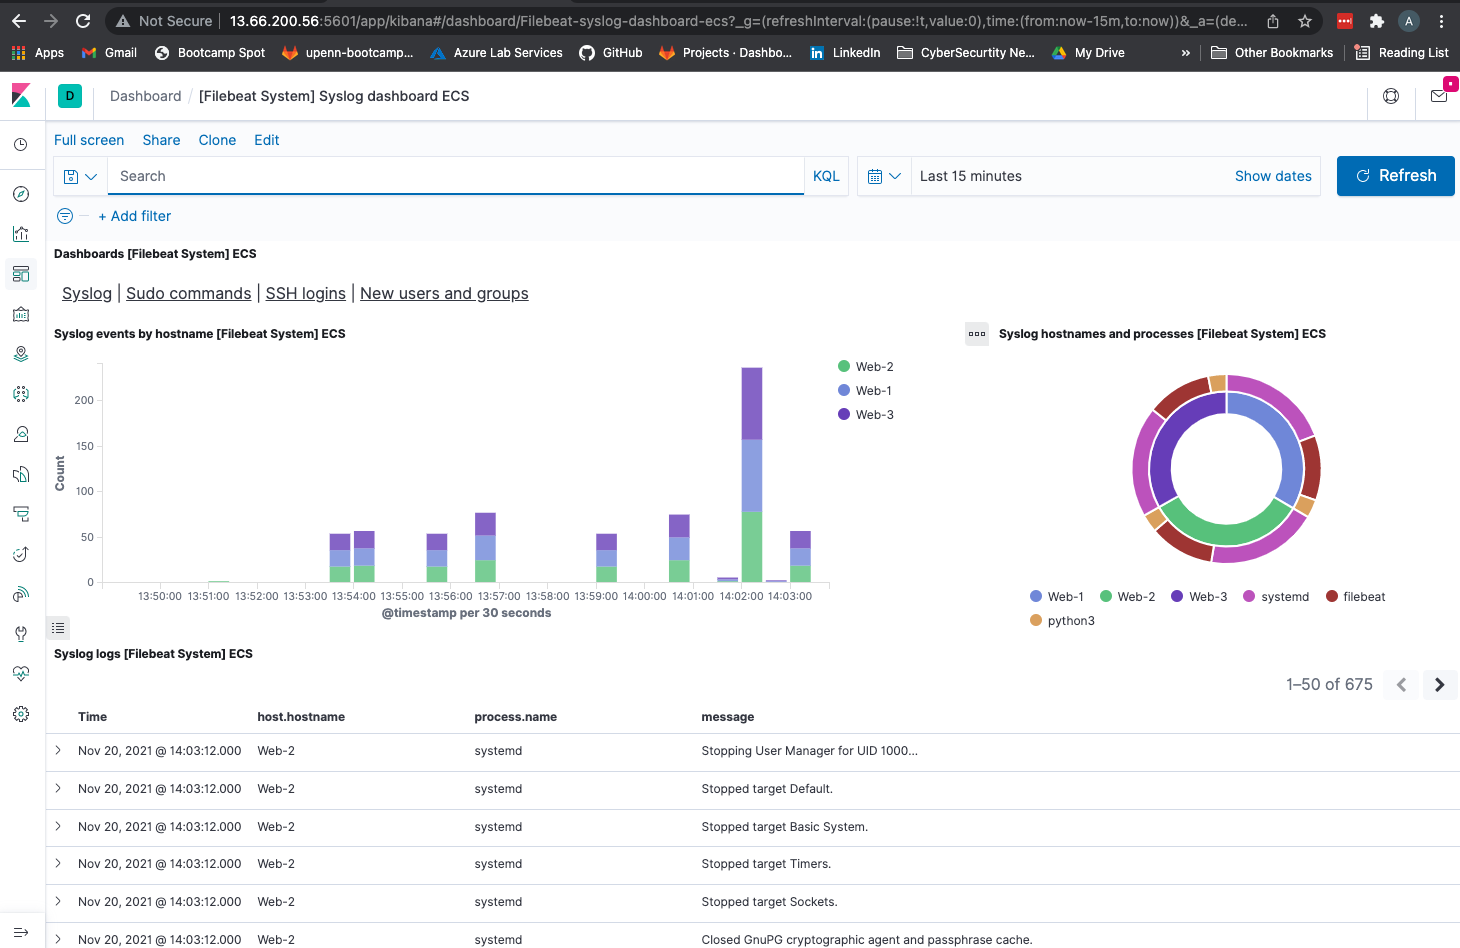 Not Secure | 13.66.200.56:5601/app/kibana#/dashboard/Filebeat-syslog-dashboard-ecs?_g=(refreshInterval:(pause:!t,value:0),time:(from:now-15m,to:now))&_a=(de... A
Apps Gmail Bootcamp Spot upenn-bootcamp... Azure Lab Services GitHub Projects · Dashbo... LinkedIn CyberSecurtity Ne... My Drive » Other Bookmarks Reading List
D Dashboard / [Filebeat System] Syslog dashboard ECS
Full screen Share Clone Edit
Search KQL Last 15 minutes Show dates Refresh
+ Add filter
Dashboards [Filebeat System] ECS
Syslog | Sudo commands | SSH logins | New users and groups
Syslog events by hostname [Filebeat System] ECS
200
150
100
50
0
Count
13:50:00 13:51:00 13:52:00 13:53:00 13:54:00 13:55:00 13:56:00 13:57:00 13:58:00 13:59:00 14:00:00 14:01:00 14:02:00 14:03:00
@timestamp per 30 seconds
Web-2
Web-1
Web-3
Syslog hostnames and processes [Filebeat System] ECS
Web-1 Web-2 Web-3 systemd filebeat
python3
Syslog logs [Filebeat System] ECS
1–50 of 675
Time host.hostname process.name message
Nov 20, 2021 @ 14:03:12.000 Web-2 systemd Stopping User Manager for UID 1000...
Nov 20, 2021 @ 14:03:12.000 Web-2 systemd Stopped target Default.
Nov 20, 2021 @ 14:03:12.000 Web-2 systemd Stopped target Basic System.
Nov 20, 2021 @ 14:03:12.000 Web-2 systemd Stopped target Timers.
Nov 20, 2021 @ 14:03:12.000 Web-2 systemd Stopped target Sockets.
Nov 20, 2021 @ 14:03:12.000 Web-2 systemd Closed GnuPG cryptographic agent and passphrase cache.